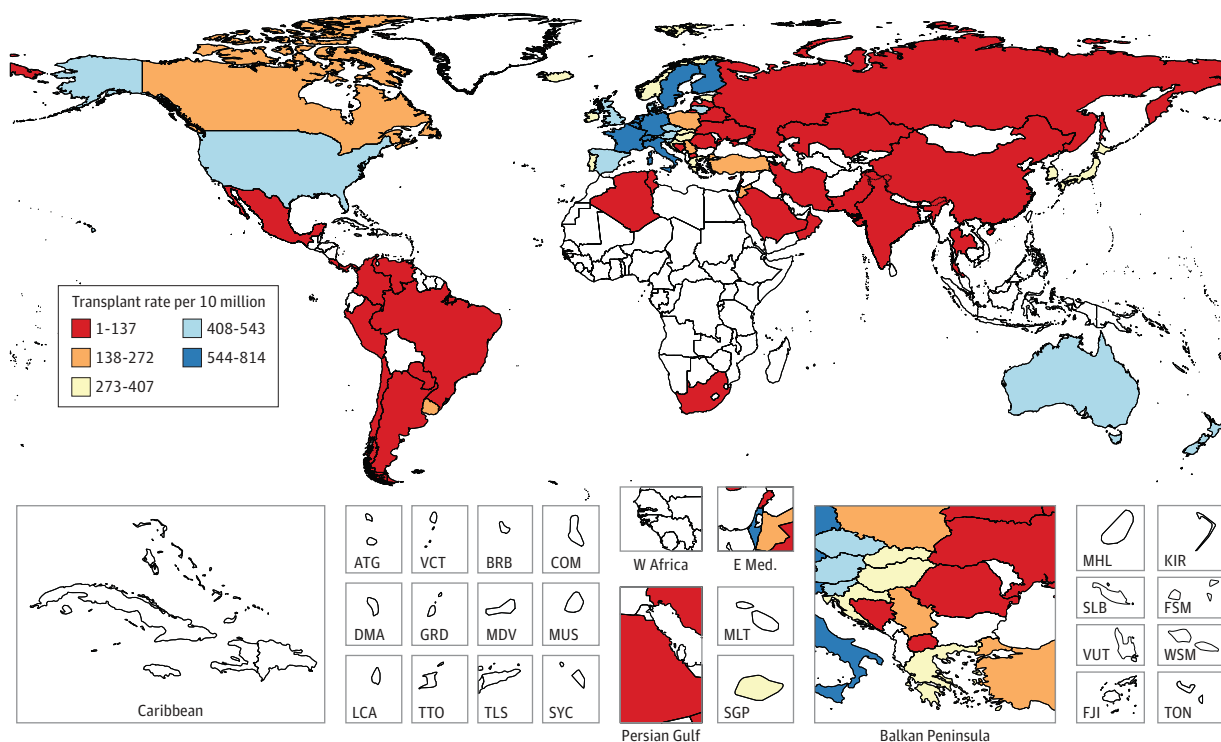 Transplant rate per 10 million
1-137
408-543
138-272
544-814
273-407
Caribbean
ATG
VCT
BRB
COM
DMA
GRD
MDV
MUS
LCA
TTO
TLS
SYC
W Africa
E Med.
Persian Gulf
MLT
SGP
Balkan Peninsula
MHL
KIR
SLB
FSM
VUT
WSM
FJI
TON